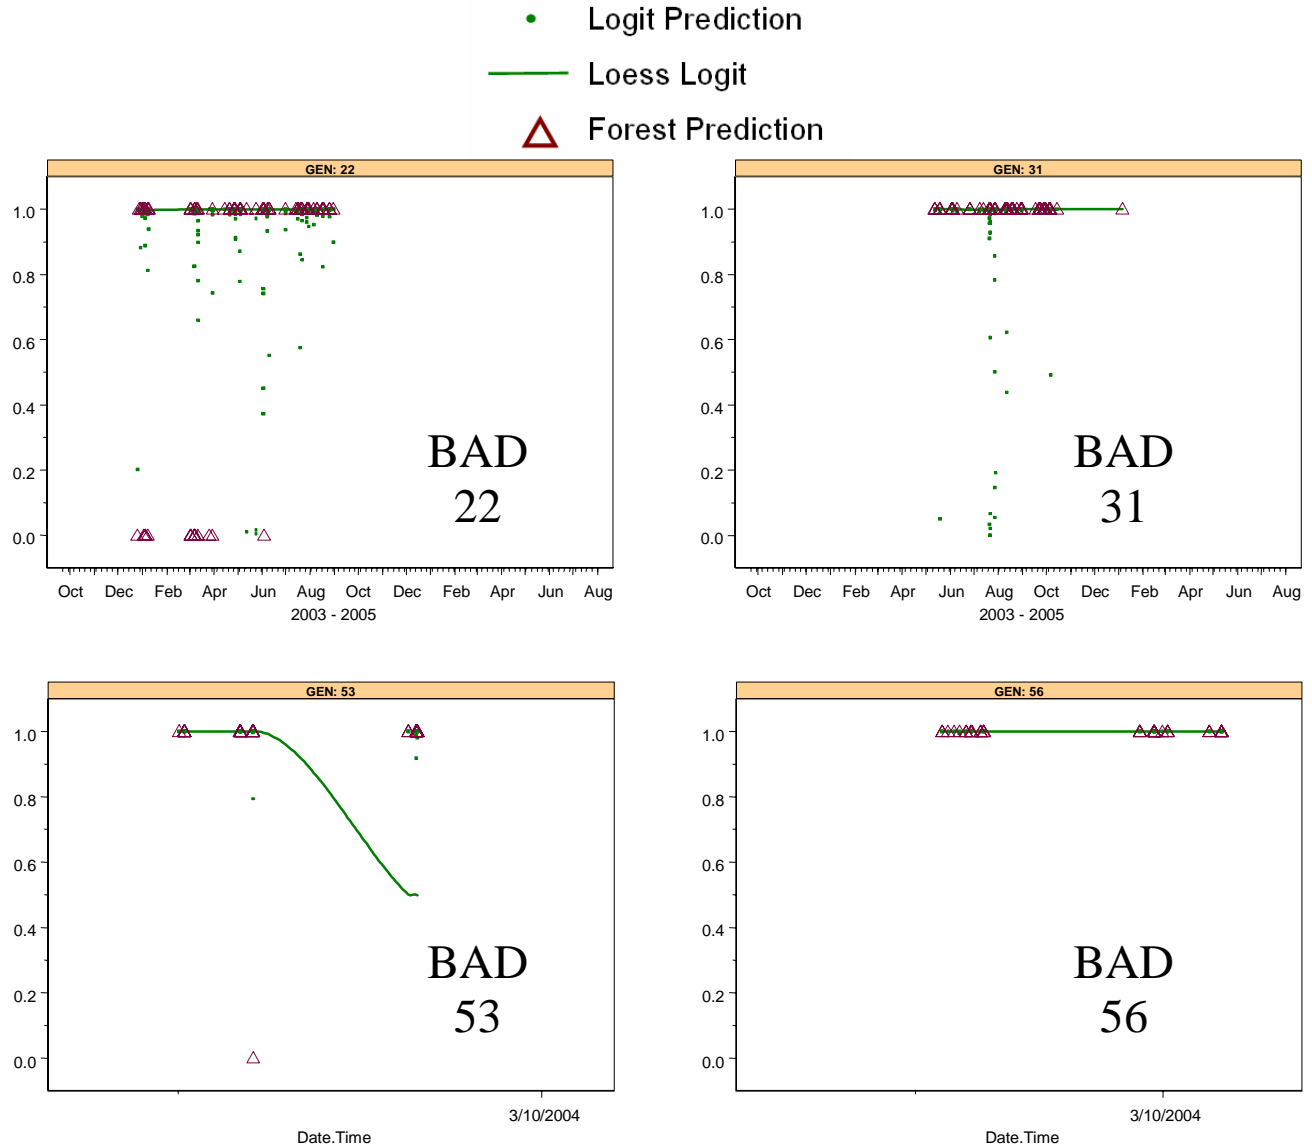 Logit Prediction
Loess Logit
Forest Prediction
GEN: 22
1.0
0.8
0.6
0.4
0.2
0.0
BAD
22
Oct Dec Feb Apr Jun Aug Oct Dec Feb Apr Jun Aug
2003 - 2005
GEN: 31
1.0
0.8
0.6
0.4
0.2
0.0
BAD
31
Oct Dec Feb Apr Jun Aug Oct Dec Feb Apr Jun Aug
2003 - 2005
GEN: 53
1.0
0.8
0.6
0.4
0.2
0.0
BAD
53
3/10/2004
Date.Time
GEN: 56
1.0
0.8
0.6
0.4
0.2
0.0
BAD
56
3/10/2004
Date.Time